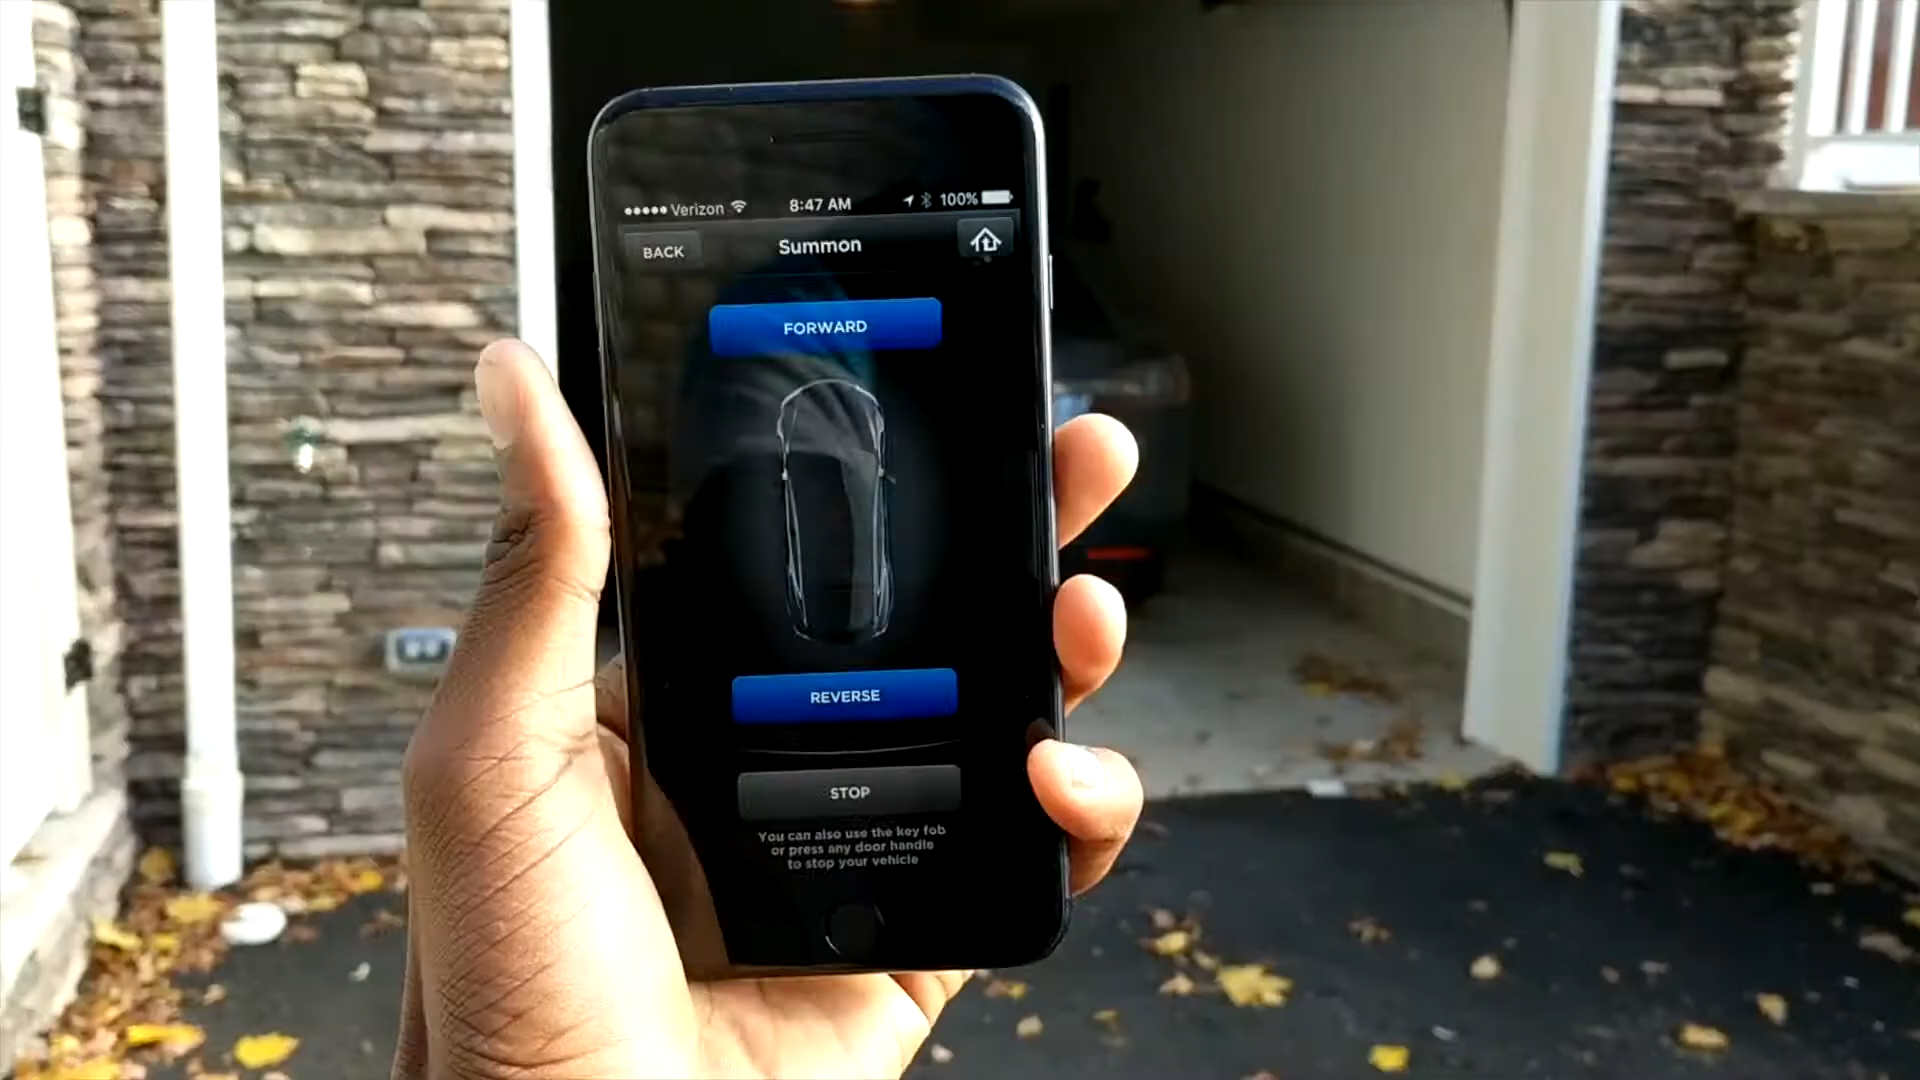 Verizon 8:47 AM 100%
BACK Summon
FORWARD
REVERSE
STOP
You can also use the key fob
or press any door handle
to stop your vehicle